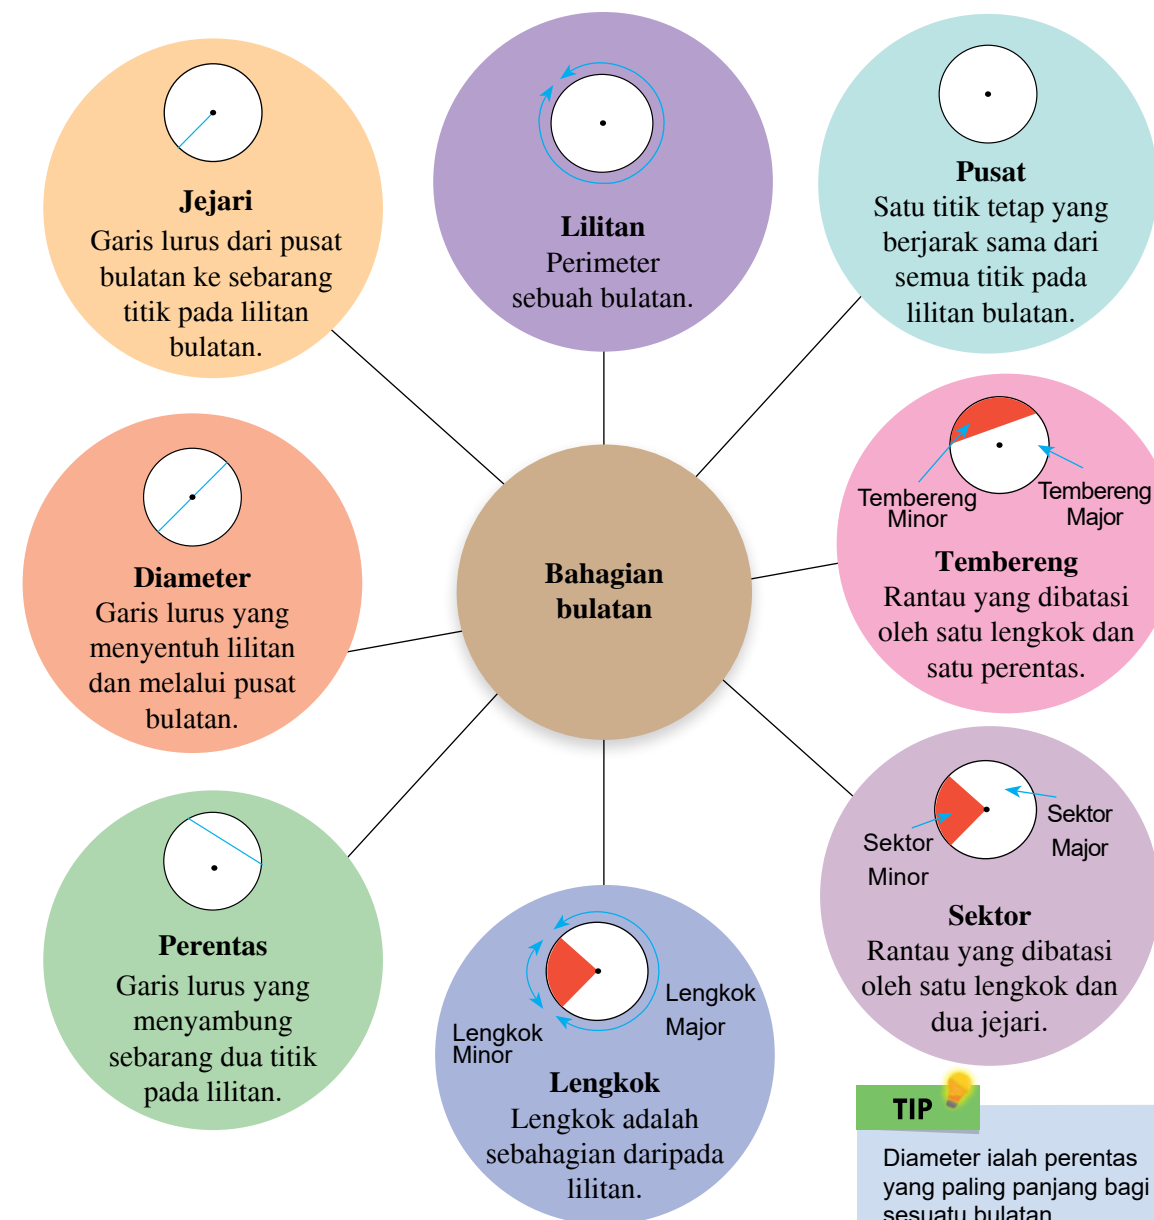 Jejari
Garis lurus dari pusat
bulatan ke sebarang
titik pada lilitan
bulatan.
Lilitan
Perimeter
sebuah bulatan.
Pusat
Satu titik tetap yang
berjarak sama dari
semua titik pada
lilitan bulatan.
Diameter
Garis lurus yang
menyentuh lilitan
dan melalui pusat
bulatan.
Bahagian
bulatan
Tembereng
Minor
Tembereng
Major
Tembereng
Rantau yang dibatasi
oleh satu lengkok dan
satu perentas.
Perentas
Garis lurus yang
menyambung
sebarang dua titik
pada lilitan.
Lengkok
Minor
Lengkok
Major
Lengkok
Lengkok adalah
sebahagian daripada
lilitan.
Sektor
Minor
Sektor
Major
Sektor
Rantau yang dibatasi
oleh satu lengkok dan
dua jejari.
TIP
Diameter ialah perentas
yang paling panjang bagi
sesuatu bulatan